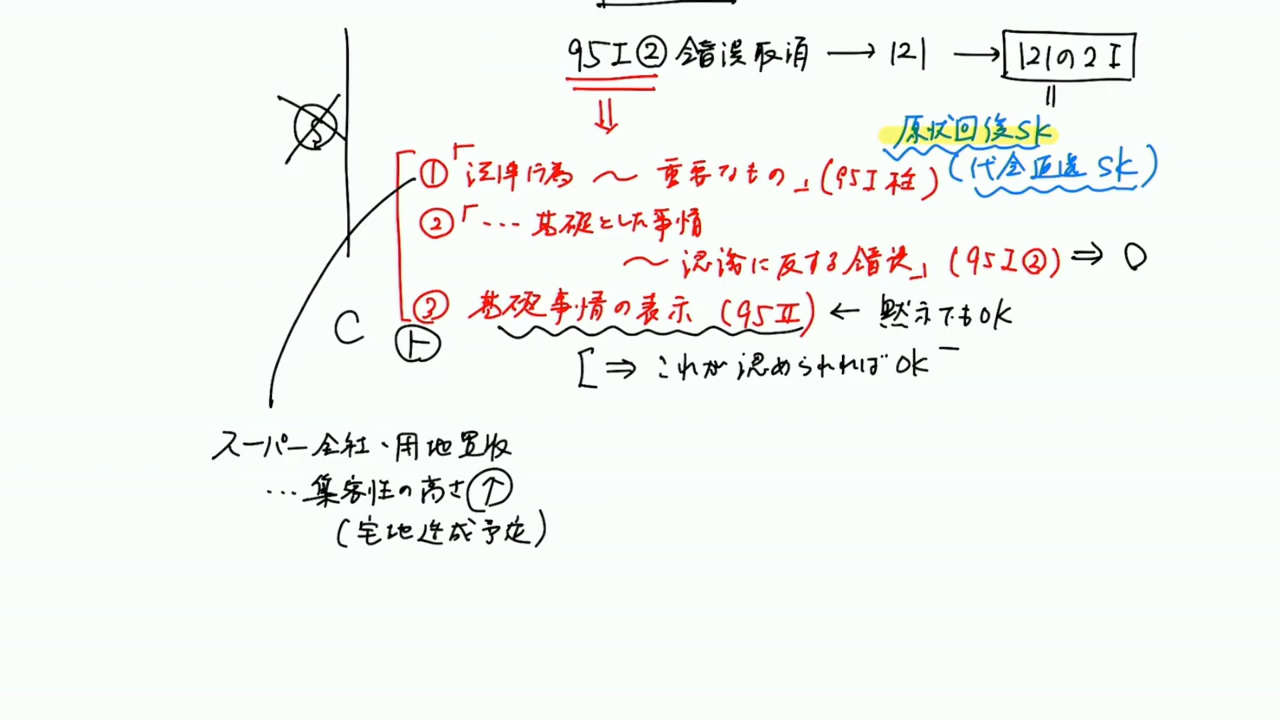 95Ⅰ② 錯誤取消 → 121 → 121の2Ⅰ
原状回復SK
(代金返還SK)
S
①「法律行為 〜 重要なもの」(95Ⅰ柱)
②「… 基礎とした事情
〜 認識に反する錯誤」(95Ⅰ②) ⇒ ○
③ 基礎事情の表示 (95Ⅱ) ← 黙示でもOK
C
ト
[⇒ これが認められればOK
スーパー会社・用地買収
… 集客性の高さ↑
(宅地造成予定)